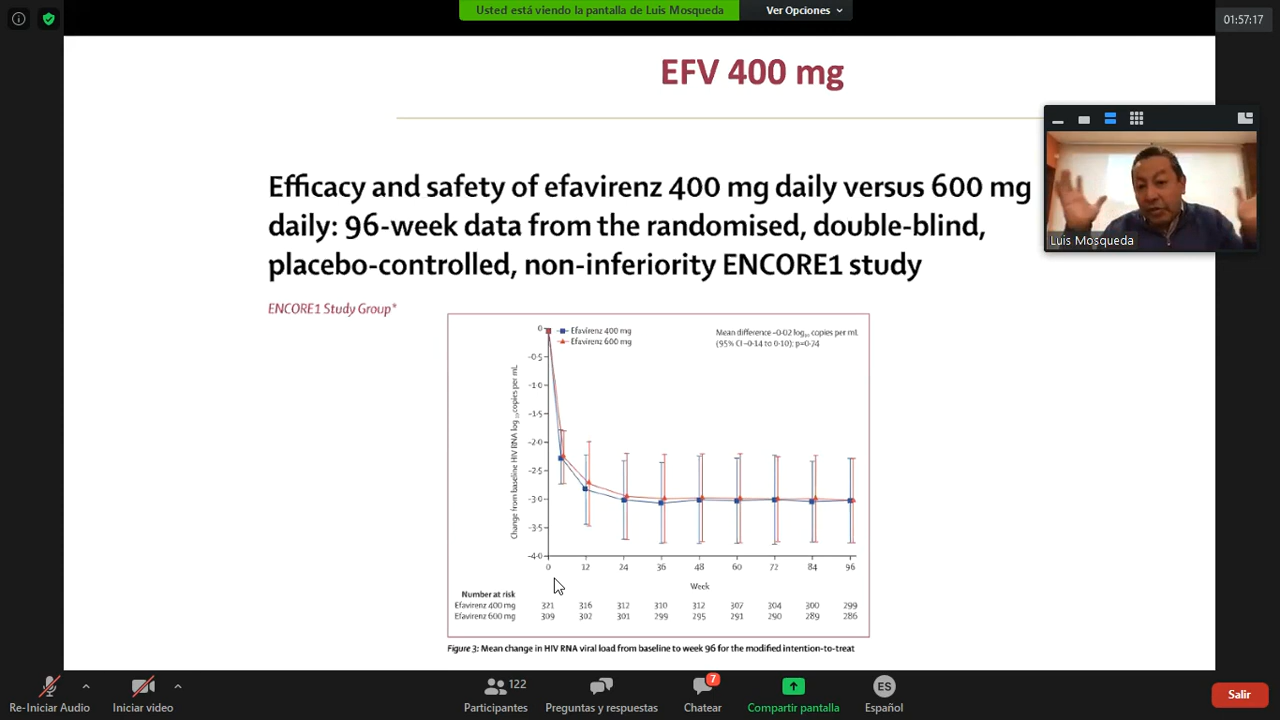 Usted está viendo la pantalla de Luis Mosqueda
Ver Opciones
01:57:17
EFV 400 mg
Efficacy and safety of efavirenz 400 mg daily versus 600 mg
daily: 96-week data from the randomised, double-blind,
placebo-controlled, non-inferiority ENCORE1 study
Luis Mosqueda
ENCORE1 Study Group*
Efavirenz 400 mg
Efavirenz 600 mg
Mean difference –0·02 log₁₀ copies per mL
(95% CI –0·14 to 0·10); p=0·74
Change from baseline HIV RNA log₁₀ copies per mL
0
–0·5
–1·0
–1·5
–2·0
–2·5
–3·0
–3·5
–4·0
0 12 24 36 48 60 72 84 96
Week
Number at risk
Efavirenz 400 mg 321 316 312 310 312 307 304 300 299
Efavirenz 600 mg 309 302 301 299 295 291 290 289 286
Figure 3: Mean change in HIV RNA viral load from baseline to week 96 for the modified intention-to-treat
122
7
ES
Re-Iniciar Audio
Iniciar video
Participantes
Preguntas y respuestas
Chatear
Compartir pantalla
Español
Salir